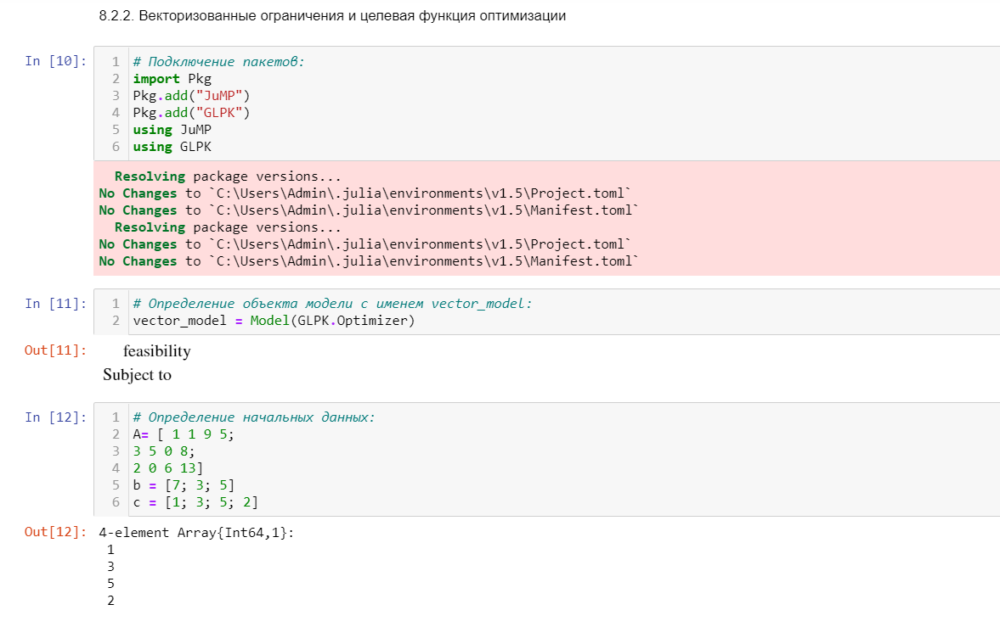 8.2.2. Векторизованные ограничения и целевая функция оптимизации
In [10]:
1 # Подключение пакетов:
2 import Pkg
3 Pkg.add("JuMP")
4 Pkg.add("GLPK")
5 using JuMP
6 using GLPK
Resolving package versions...
No Changes to `C:\Users\Admin\.julia\environments\v1.5\Project.toml`
No Changes to `C:\Users\Admin\.julia\environments\v1.5\Manifest.toml`
Resolving package versions...
No Changes to `C:\Users\Admin\.julia\environments\v1.5\Project.toml`
No Changes to `C:\Users\Admin\.julia\environments\v1.5\Manifest.toml`
In [11]:
1 # Определение объекта модели с именем vector_model:
2 vector_model = Model(GLPK.Optimizer)
Out[11]:
feasibility
Subject to
In [12]:
1 # Определение начальных данных:
2 A= [ 1 1 9 5;
3 3 5 0 8;
4 2 0 6 13]
5 b = [7; 3; 5]
6 c = [1; 3; 5; 2]
Out[12]:
4-element Array{Int64,1}:
1
3
5
2